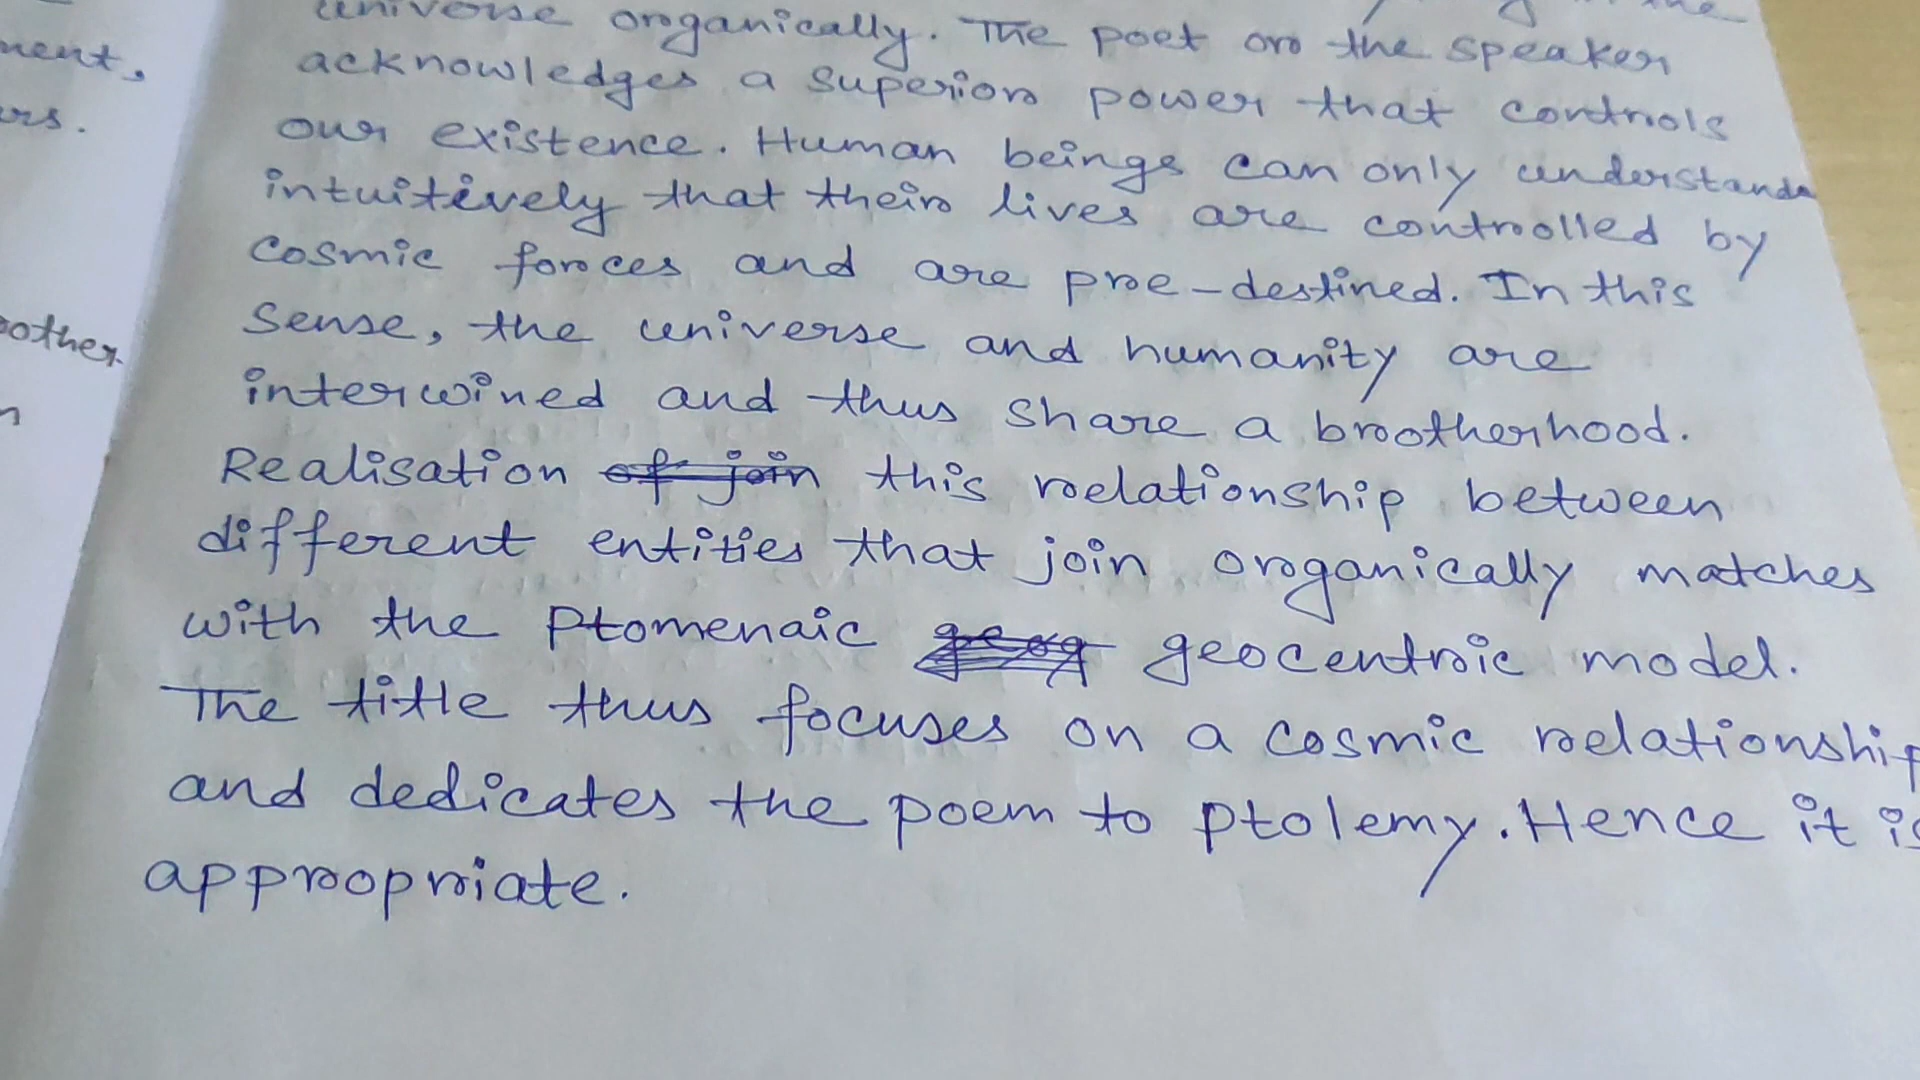 universe organically. The poet or the speaker
acknowledges a superior power that controls
our existence. Human beings can only understands
intuitively that their lives are controlled by
cosmic forces and are pre-destined. In this
sense, the universe and humanity are
interwined and thus share a brotherhood.
Realisation of join this relationship between
different entities that join organically matches
with the Ptomenaic geog geocentric model.
The title thus focuses on a cosmic relationship
and dedicates the poem to Ptolemy. Hence it is
appropriate.